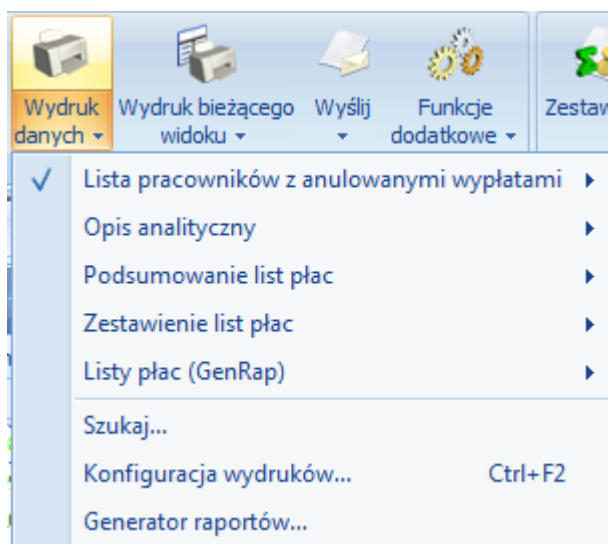 Wydruk danych
Wydruk bieżącego widoku
Wyślij
Funkcje dodatkowe
Lista pracowników z anulowanymi wypłatami
Opis analityczny
Podsumowanie list płac
Zestawienie list płac
Listy płac (GenRap)
Szukaj...
Konfiguracja wydruków... Ctrl+F2
Generator raportów...